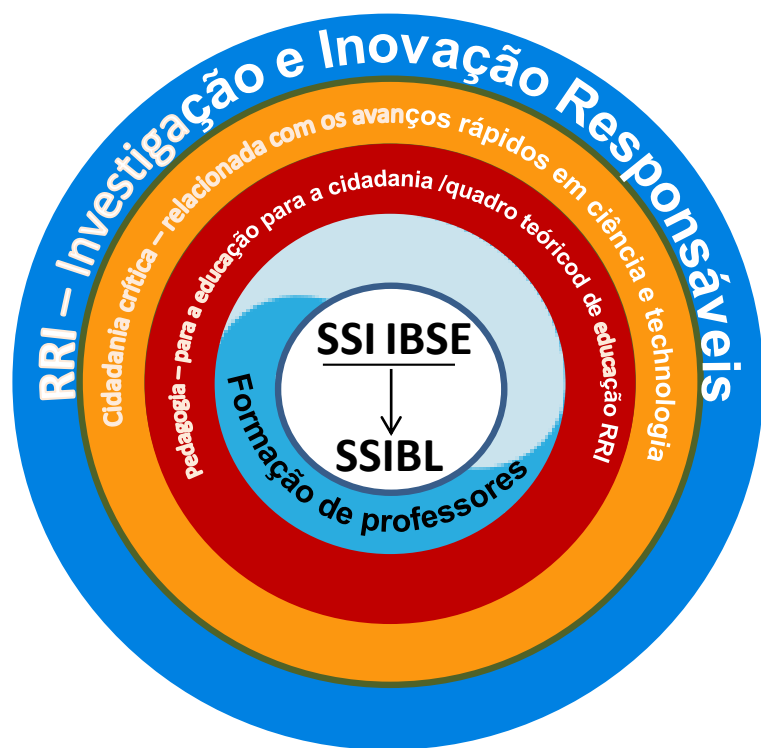 RRI – Investigação e Inovação Responsáveis
Cidadania crítica – relacionada com os avanços rápidos em ciência e technologia
Pedagogia – para a educação para a cidadania /quadro teóricod de educação RRI
SSI IBSE
SSIBL
Formação de professores